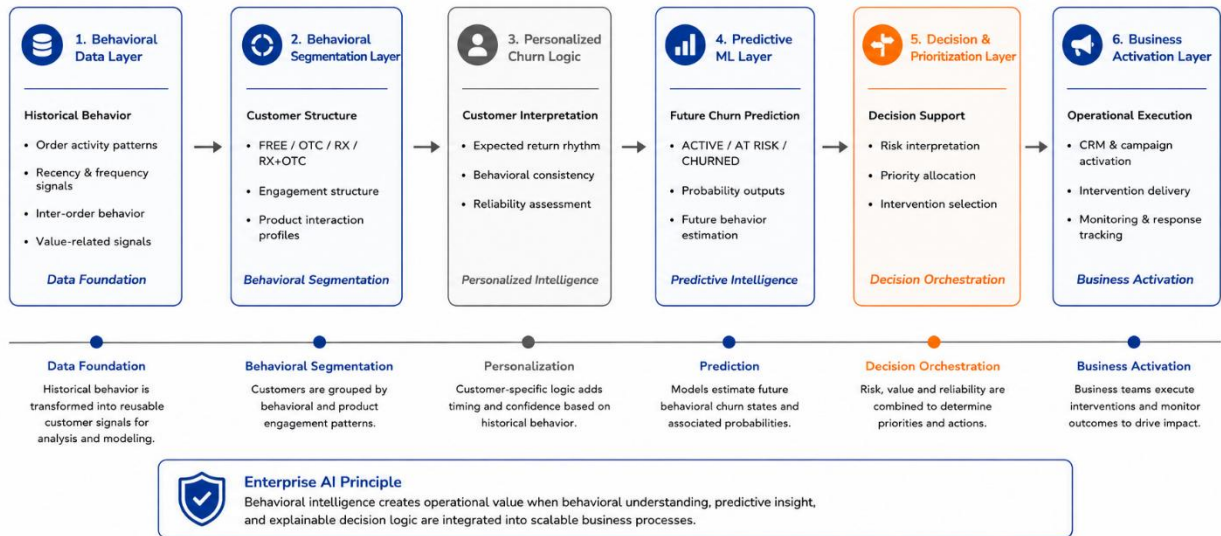 1. Behavioral
Data Layer
Historical Behavior
• Order activity patterns
• Recency & frequency
signals
• Inter-order behavior
• Value-related signals
Data Foundation
2. Behavioral
Segmentation Layer
Customer Structure
• FREE / OTC / RX /
RX+OTC
• Engagement structure
• Product interaction
profiles
Behavioral Segmentation
3. Personalized
Churn Logic
Customer Interpretation
• Expected return rhythm
• Behavioral consistency
• Reliability assessment
Personalized Intelligence
4. Predictive
ML Layer
Future Churn Prediction
• ACTIVE / AT RISK /
CHURNED
• Probability outputs
• Future behavior
estimation
Predictive Intelligence
5. Decision &
Prioritization Layer
Decision Support
• Risk interpretation
• Priority allocation
• Intervention selection
Decision Orchestration
6. Business
Activation Layer
Operational Execution
• CRM & campaign
activation
• Intervention delivery
• Monitoring & response
tracking
Business Activation
Data Foundation
Historical behavior is
transformed into reusable
customer signals for
analysis and modeling.
Behavioral Segmentation
Customers are grouped by
behavioral and product
engagement patterns.
Personalization
Customer-specific logic adds
timing and confidence based on
historical behavior.
Prediction
Models estimate future
behavioral churn states and
associated probabilities.
Decision Orchestration
Risk, value and reliability are
combined to determine
priorities and actions.
Business Activation
Business teams execute
interventions and monitor
outcomes to drive impact.
Enterprise AI Principle
Behavioral intelligence creates operational value when behavioral understanding, predictive insight,
and explainable decision logic are integrated into scalable business processes.